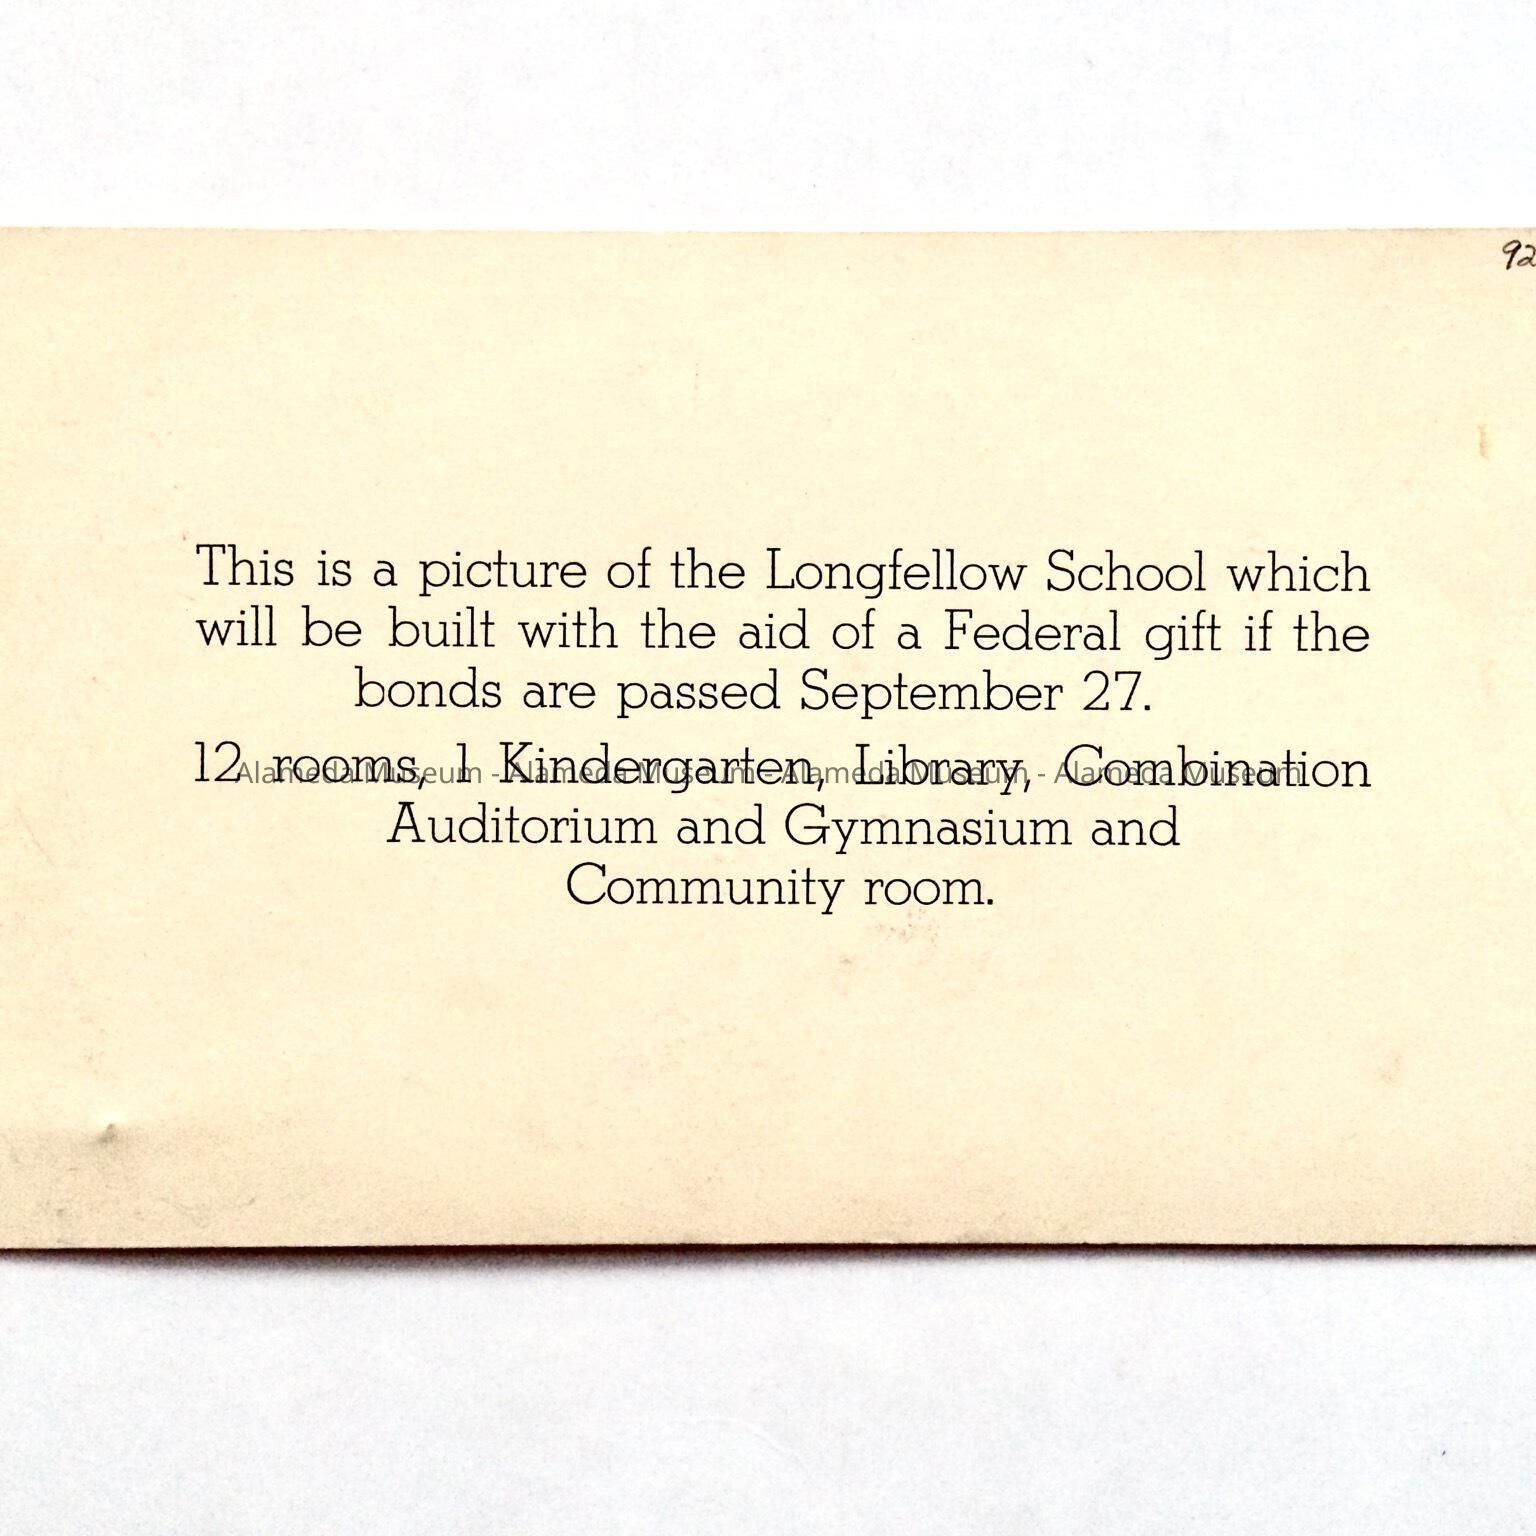 92
This is a picture of the Longfellow School which
will be built with the aid of a Federal gift if the
bonds are passed September 27.
12 rooms, 1 Kindergarten, Library, Combination
Alameda Museum - Alameda Museum - Alameda Museum - Alameda Museum
Auditorium and Gymnasium and
Community room.